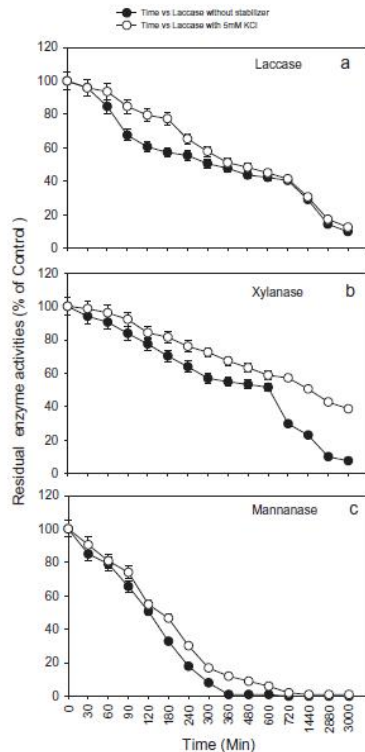 Time vs Laccase without stabilizer
Time vs Laccase with 5mM KCl
Laccase a
120
100
80
60
40
20
0
Xylanase b
120
100
80
60
40
20
0
Mannanase c
120
100
80
60
40
20
0
Residual enzyme activities (% of Control)
0 30 60 90 120 180 240 300 360 480 600 720 1440 2880 3000
Time (Min)